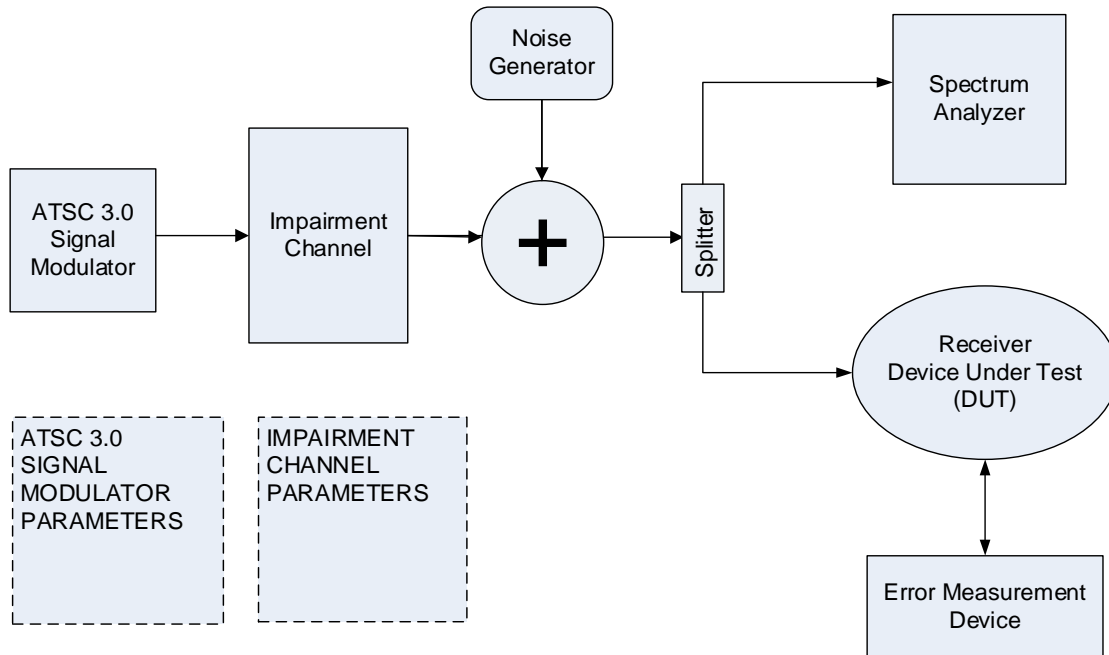 Noise
Generator
Spectrum
Analyzer
ATSC 3.0
Signal
Modulator
Impairment
Channel
+
Splitter
Receiver
Device Under Test
(DUT)
ATSC 3.0
SIGNAL
MODULATOR
PARAMETERS
IMPAIRMENT
CHANNEL
PARAMETERS
Error Measurement
Device